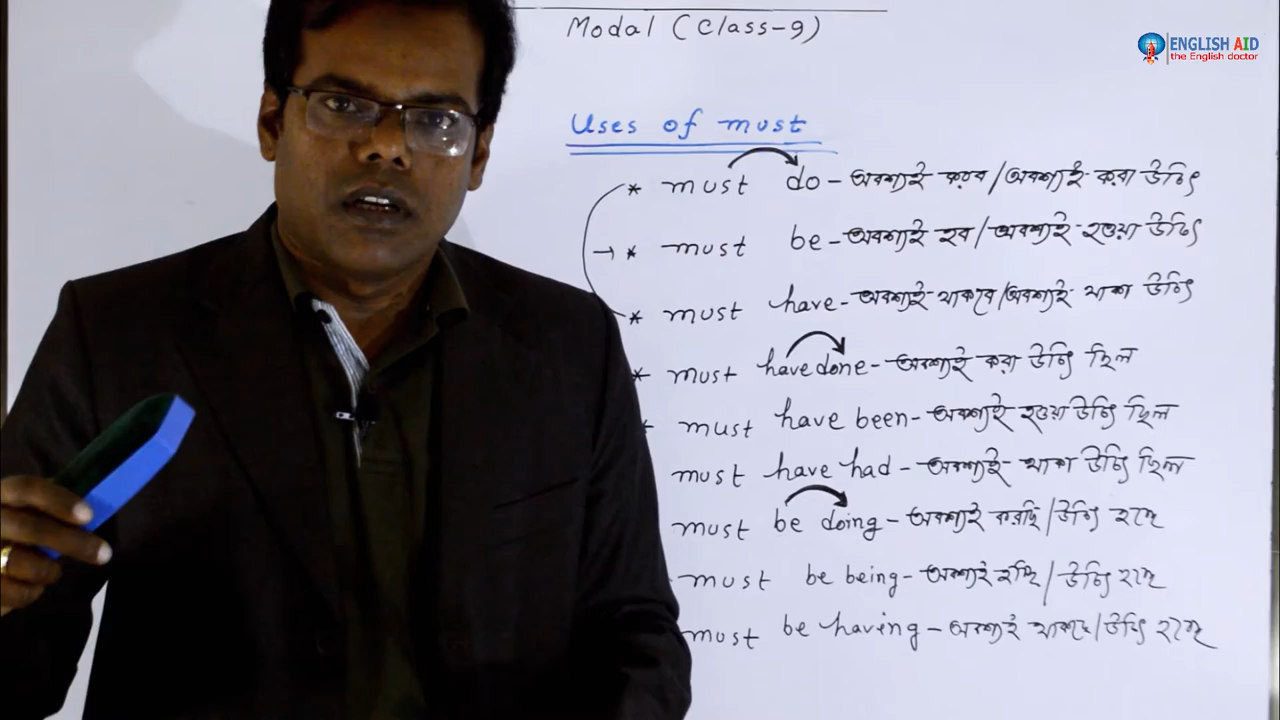 Modal (Class-9)
ENGLISH AID
the English doctor
Uses of must
* must do - অবশ্যই করব / অবশ্যই করা উচিৎ
→ * must be - অবশ্যই হব / অবশ্যই হওয়া উচিৎ
* must have - অবশ্যই থাকবে / অবশ্যই থাকা উচিৎ
* must have done - অবশ্যই করা উচিৎ ছিল
* must have been - অবশ্যই হওয়া উচিৎ ছিল
must have had - অবশ্যই থাকা উচিৎ ছিল
must be doing - অবশ্যই করছি / উচিৎ হচ্ছে
must be being - অবশ্যই হচ্ছি / উচিৎ হচ্ছে
must be having - অবশ্যই থাকছে / উচিৎ হচ্ছে